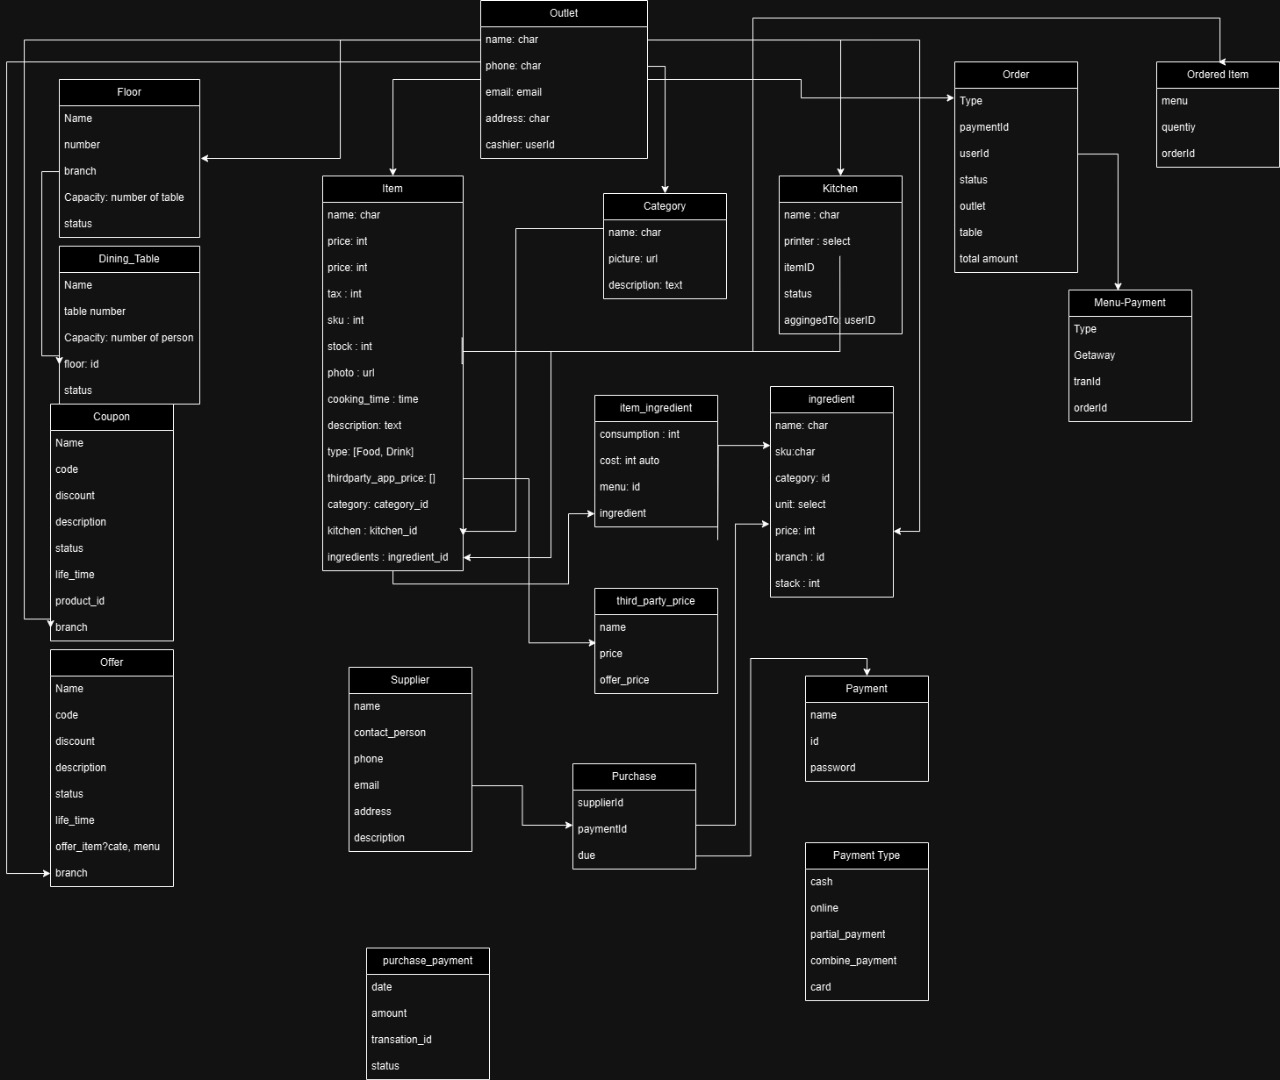 Outlet
name: char
phone: char
email: email
address: char
cashier: userId
Floor
Name
number
branch
Capacity: number of table
status
Dining_Table
Name
table number
Capacity: number of person
floor: id
status
Coupon
Name
code
discount
description
status
life_time
product_id
branch
Offer
Name
code
discount
description
status
life_time
offer_item?cate, menu
branch
Item
name: char
price: int
price: int
tax : int
sku : int
stock : int
photo : url
cooking_time : time
description: text
type: [Food, Drink]
thirdparty_app_price: []
category: category_id
kitchen : kitchen_id
ingredients : ingredient_id
Category
name: char
picture: url
description: text
Kitchen
name : char
printer : select
itemID
status
aggingedTo: userID
Order
Type
paymentId
userId
status
outlet
table
total amount
Ordered Item
menu
quentiy
orderId
Menu-Payment
Type
Getaway
tranId
orderId
item_ingredient
consumption : int
cost: int auto
menu: id
ingredient
ingredient
name: char
sku:char
category: id
unit: select
price: int
branch : id
stack : int
third_party_price
name
price
offer_price
Supplier
name
contact_person
phone
email
address
description
Purchase
supplierId
paymentId
due
Payment
name
id
password
Payment Type
cash
online
partial_payment
combine_payment
card
purchase_payment
date
amount
transation_id
status